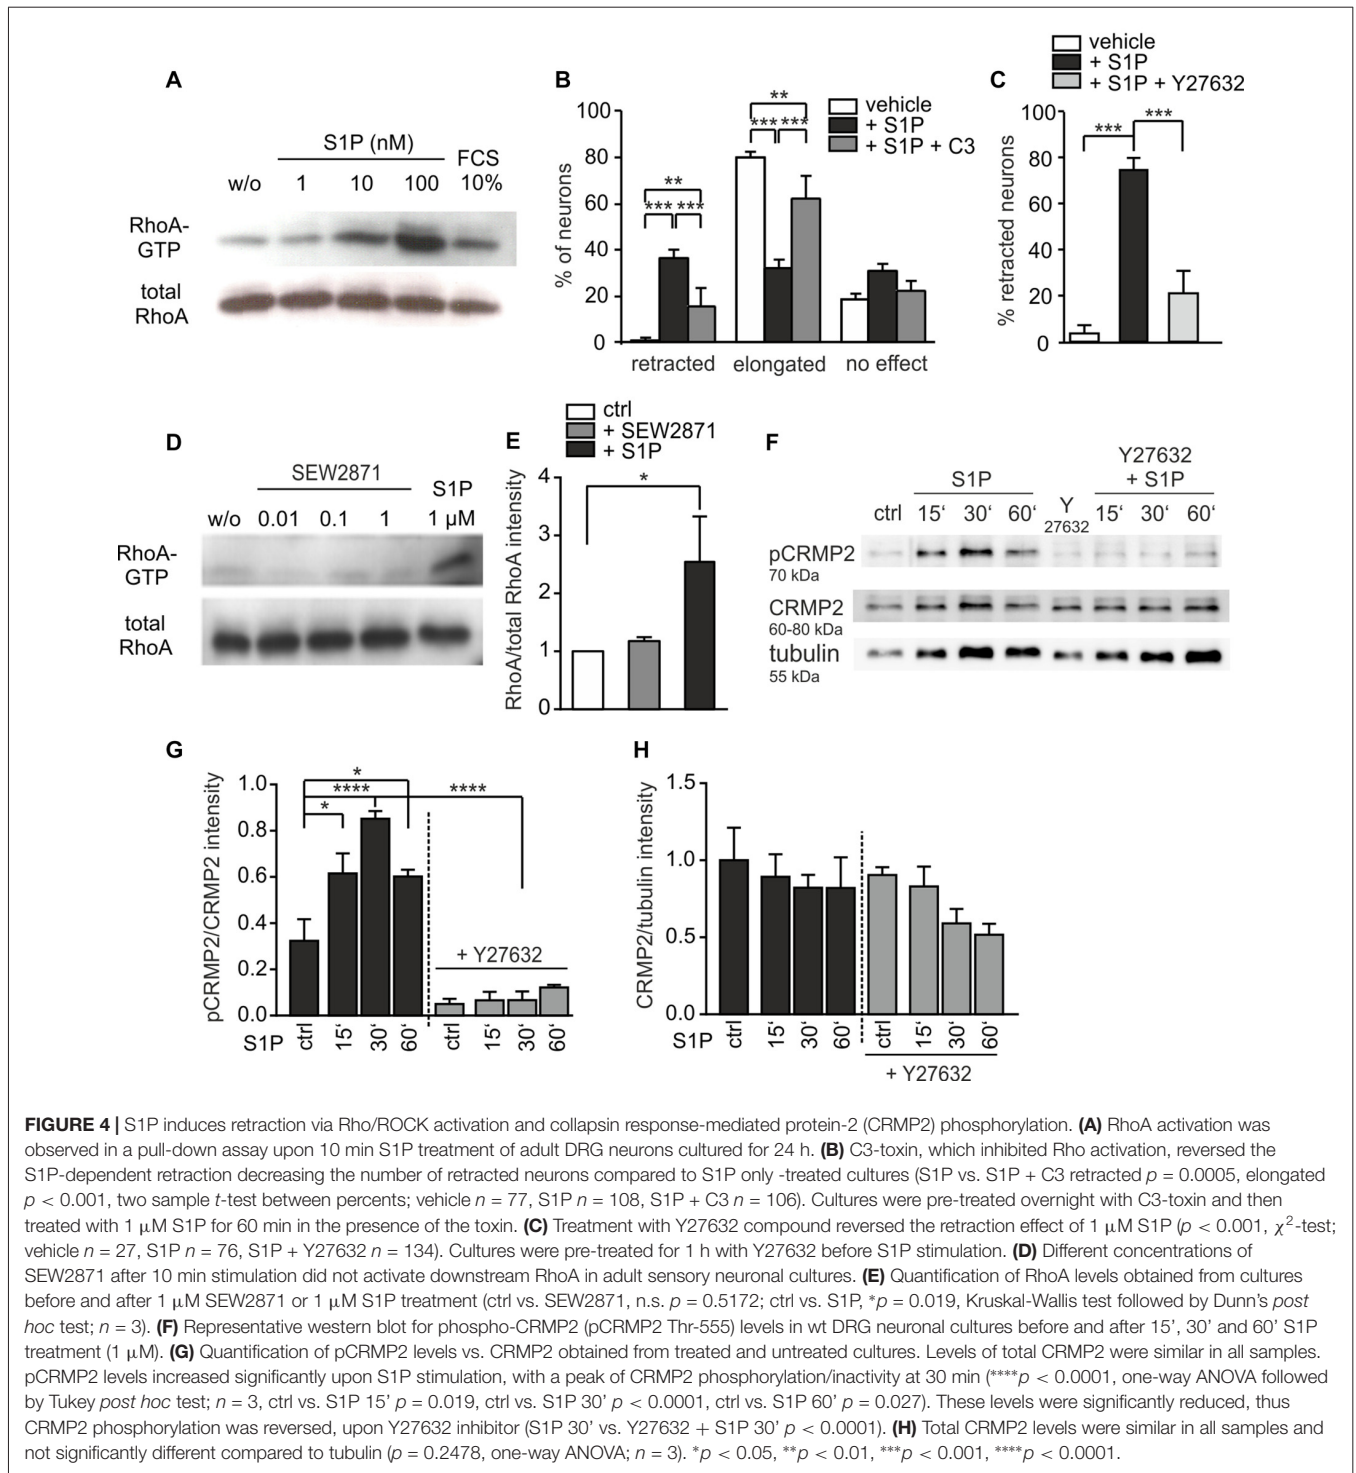 A
S1P (nM)
FCS
w/o 1 10 100 10%
RhoA-
GTP
total
RhoA
B
vehicle
+ S1P
+ S1P + C3
% of neurons
100
80
60
40
20
0
**
*** ***
**
*** ***
retracted elongated no effect
C
vehicle
+ S1P
+ S1P + Y27632
% retracted neurons
100
80
60
40
20
0
*** ***
D
SEW2871
S1P
w/o 0.01 0.1 1 1 µM
RhoA-
GTP
total
RhoA
E
ctrl
+ SEW2871
+ S1P
RhoA/total RhoA intensity
4
3
2
1
0
*
F
Y27632
+ S1P
S1P
Y
27632
ctrl 15‘ 30‘ 60‘ 15‘ 30‘ 60‘
pCRMP2
70 kDa
CRMP2
60-80 kDa
tubulin
55 kDa
G
pCRMP2/CRMP2 intensity
1.0
0.8
0.6
0.4
0.2
0.0
*
**** ****
*
+ Y27632
S1P ctrl 15‘ 30‘ 60‘ ctrl 15‘ 30‘ 60‘
H
CRMP2/tubulin intensity
1.5
1.0
0.5
0.0
S1P ctrl 15‘ 30‘ 60‘ ctrl 15‘ 30‘ 60‘
+ Y27632
FIGURE 4 | S1P induces retraction via Rho/ROCK activation and collapsin response-mediated protein-2 (CRMP2) phosphorylation. (A) RhoA activation was
observed in a pull-down assay upon 10 min S1P treatment of adult DRG neurons cultured for 24 h. (B) C3-toxin, which inhibited Rho activation, reversed the
S1P-dependent retraction decreasing the number of retracted neurons compared to S1P only -treated cultures (S1P vs. S1P + C3 retracted p = 0.0005, elongated
p < 0.001, two sample t-test between percents; vehicle n = 77, S1P n = 108, S1P + C3 n = 106). Cultures were pre-treated overnight with C3-toxin and then
treated with 1 µM S1P for 60 min in the presence of the toxin. (C) Treatment with Y27632 compound reversed the retraction effect of 1 µM S1P (p < 0.001, χ²-test;
vehicle n = 27, S1P n = 76, S1P + Y27632 n = 134). Cultures were pre-treated for 1 h with Y27632 before S1P stimulation. (D) Different concentrations of
SEW2871 after 10 min stimulation did not activate downstream RhoA in adult sensory neuronal cultures. (E) Quantification of RhoA levels obtained from cultures
before and after 1 µM SEW2871 or 1 µM S1P treatment (ctrl vs. SEW2871, n.s. p = 0.5172; ctrl vs. S1P, *p = 0.019, Kruskal-Wallis test followed by Dunn’s post
hoc test; n = 3). (F) Representative western blot for phospho-CRMP2 (pCRMP2 Thr-555) levels in wt DRG neuronal cultures before and after 15’, 30’ and 60’ S1P
treatment (1 µM). (G) Quantification of pCRMP2 levels vs. CRMP2 obtained from treated and untreated cultures. Levels of total CRMP2 were similar in all samples.
pCRMP2 levels increased significantly upon S1P stimulation, with a peak of CRMP2 phosphorylation/inactivity at 30 min (****p < 0.0001, one-way ANOVA followed
by Tukey post hoc test; n = 3, ctrl vs. S1P 15’ p = 0.019, ctrl vs. S1P 30’ p < 0.0001, ctrl vs. S1P 60’ p = 0.027). These levels were significantly reduced, thus
CRMP2 phosphorylation was reversed, upon Y27632 inhibitor (S1P 30’ vs. Y27632 + S1P 30’ p < 0.0001). (H) Total CRMP2 levels were similar in all samples and
not significantly different compared to tubulin (p = 0.2478, one-way ANOVA; n = 3). *p < 0.05, **p < 0.01, ***p < 0.001, ****p < 0.0001.